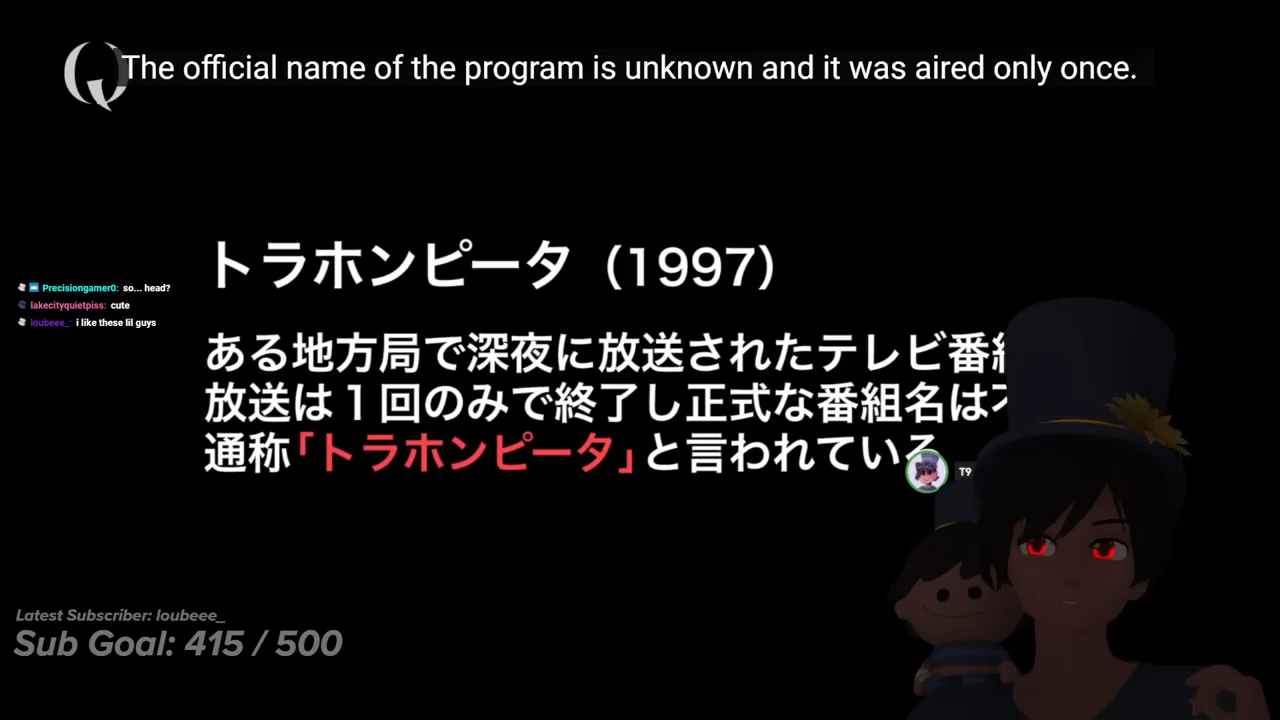 Q
The official name of the program is unknown and it was aired only once.
トラホンピータ（1997）
ある地方局で深夜に放送されたテレビ番
放送は１回のみで終了し正式な番組名は
通称「トラホンピータ」と言われている
T9
Precisiongamer0: so... head?
lakecityquietpiss: cute
loubeee_: i like these lil guys
Latest Subscriber: loubeee_
Sub Goal: 415 / 500